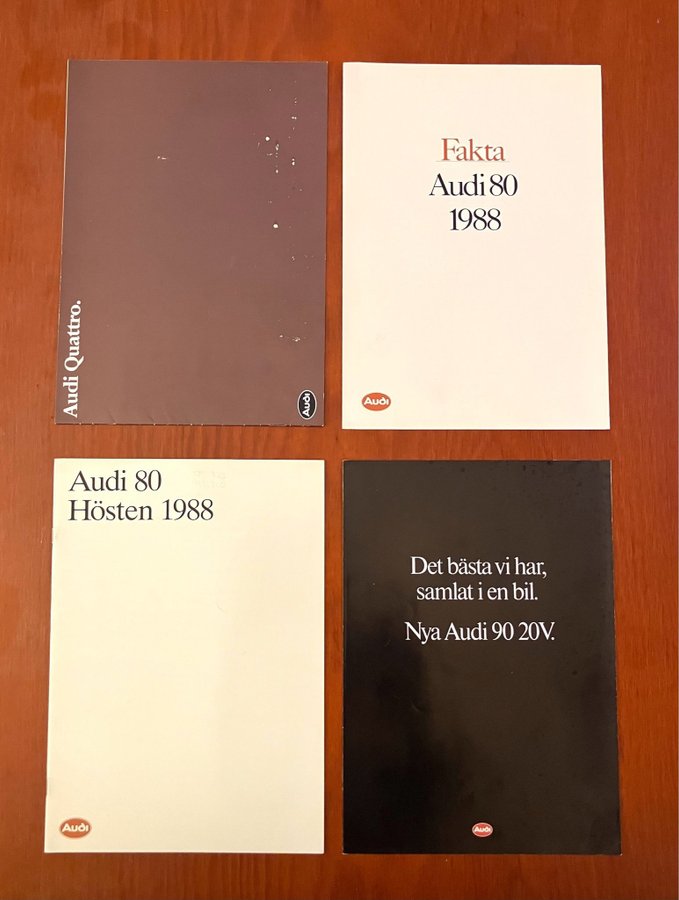 Audi Quattro.
Audi
Fakta
Audi 80
1988
Audi
Audi 80
Hösten 1988
Audi
Det bästa vi har,
samlat i en bil.
Nya Audi 90 20V.
Audi